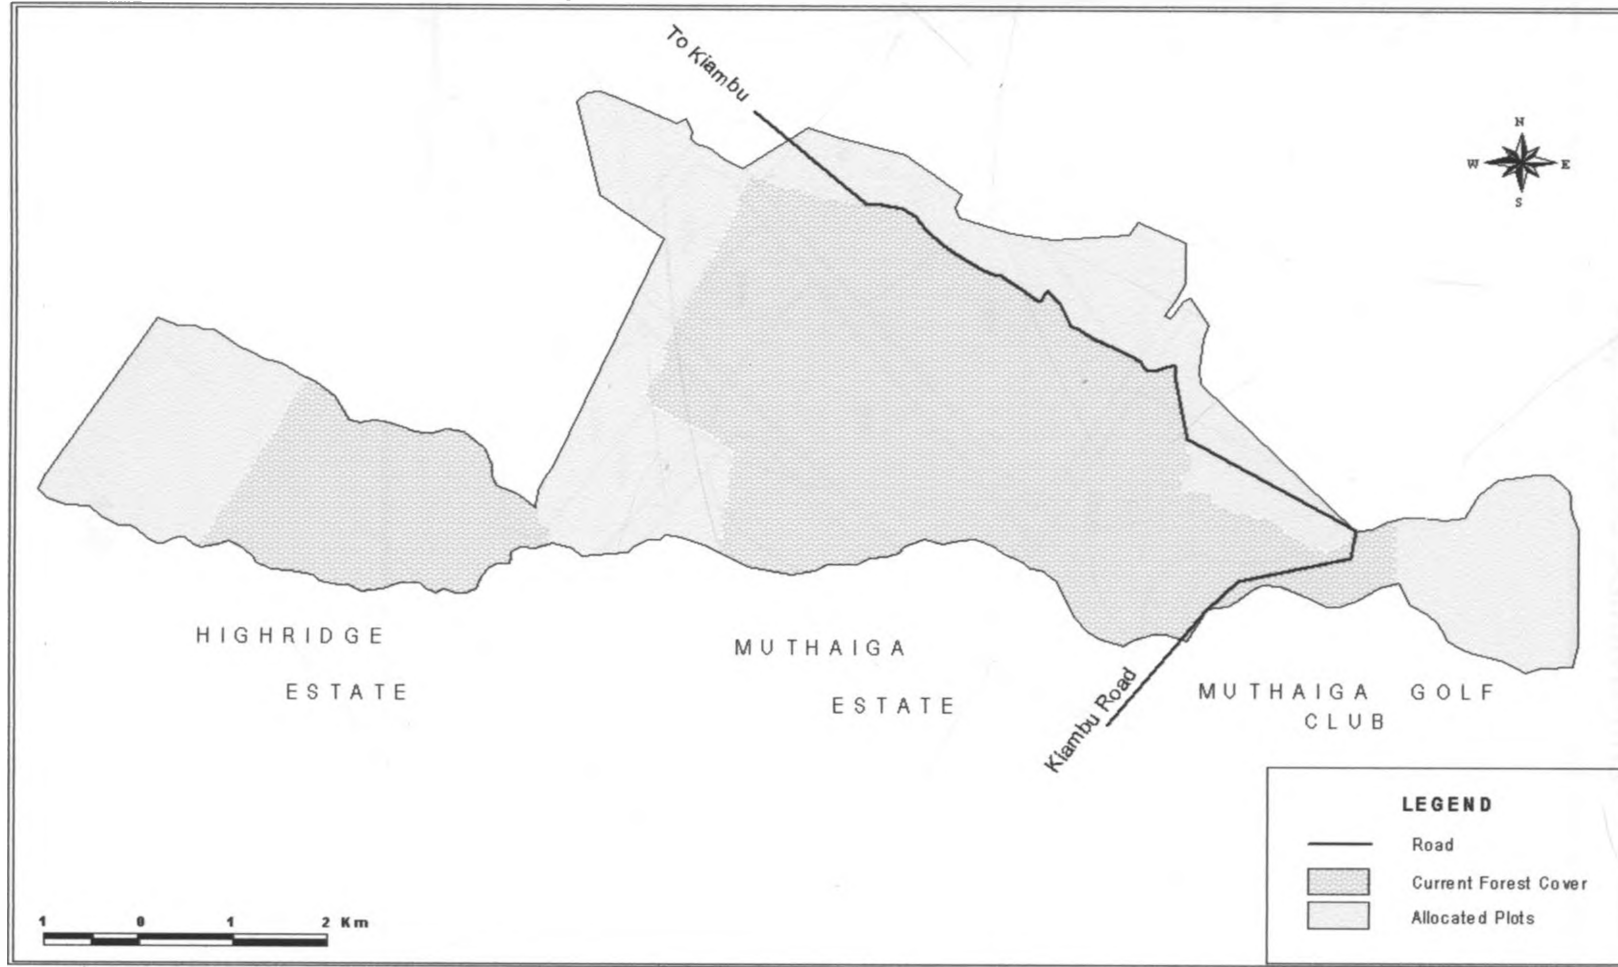 To Kiambu
N
W E
S
HIGHRIDGE
ESTATE
MUTHAIGA
ESTATE
Kiambu Road
MUTHAIGA GOLF
CLUB
LEGEND
Road
Current Forest Cover
Allocated Plots
1 0 1 2 Km